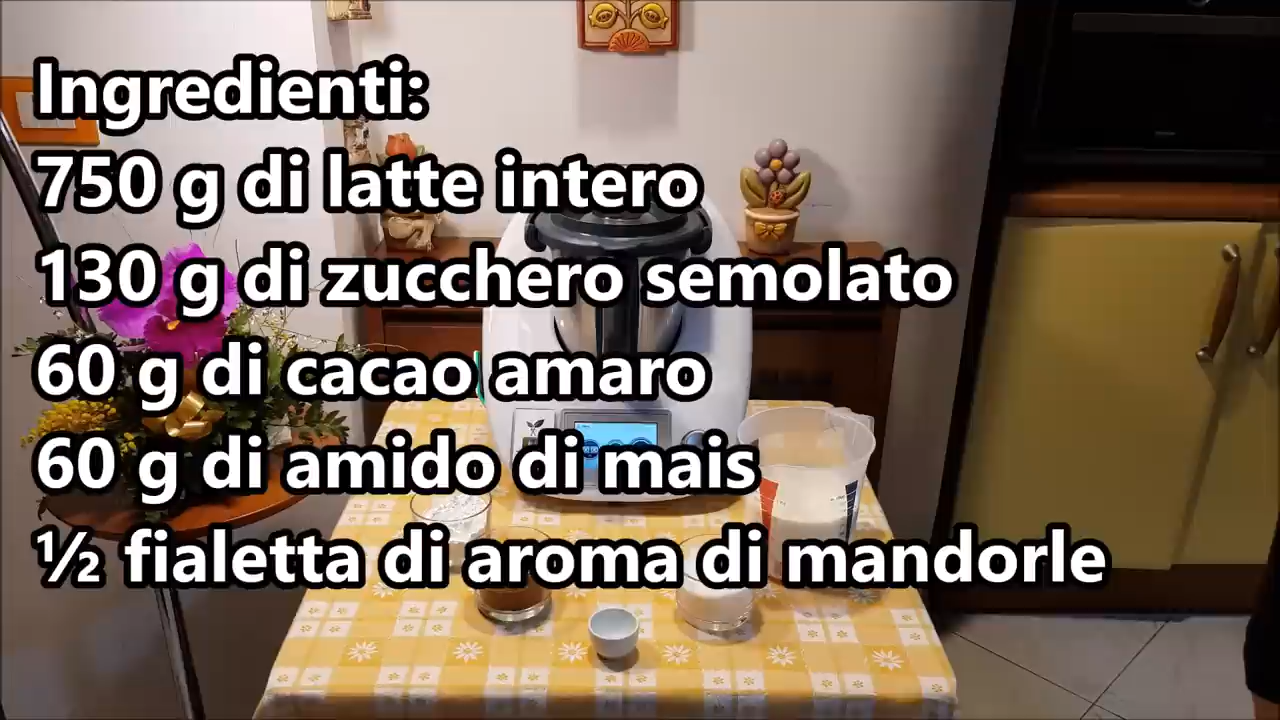 Ingredienti:
750 g di latte intero
130 g di zucchero semolato
60 g di cacao amaro
60 g di amido di mais
½ fialetta di aroma di mandorle